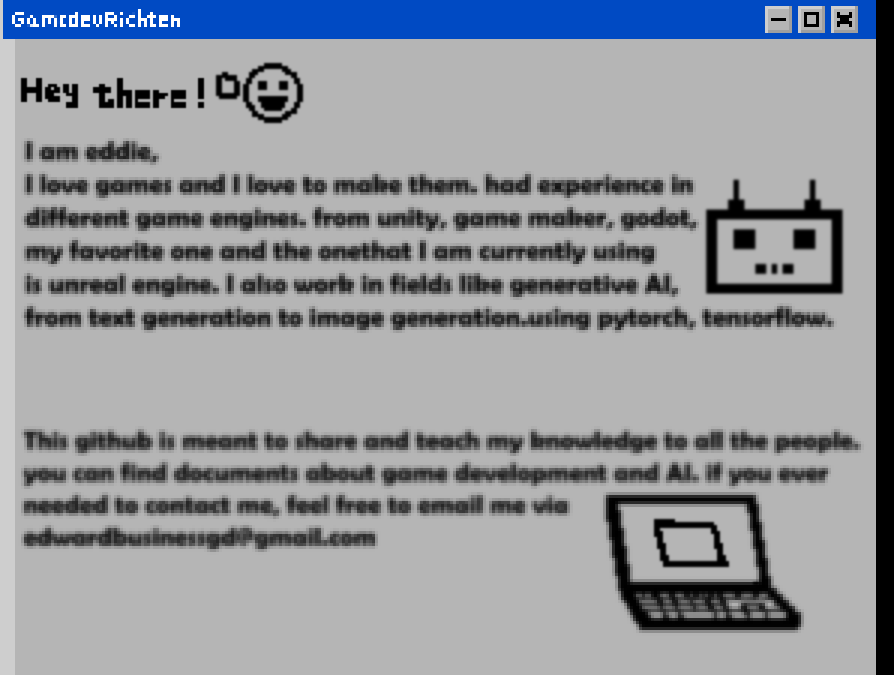 GamedevRichten
Hey there!
I am eddie,
I love games and I love to make them. had experience in
different game engines. from unity, game maker, godot,
my favorite one and the onethat I am currently using
is unreal engine. I also work in fields like generative AI,
from text generation to image generation.using pytorch, tensorflow.
This github is meant to share and teach my knowledge to all the people.
you can find documents about game development and AI. if you ever
needed to contact me, feel free to email me via
edwardbusinessgd@gmail.com